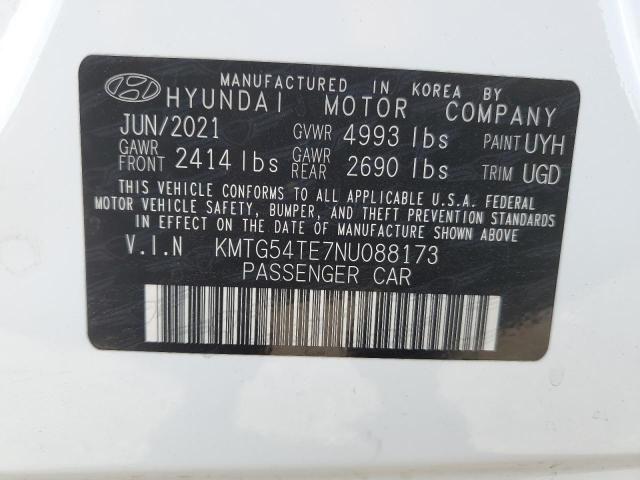 MANUFACTURED IN KOREA BY
HYUNDAI MOTOR COMPANY
JUN/2021 GVWR 4993 lbs PAINT UYH
GAWR FRONT 2414 lbs GAWR REAR 2690 lbs TRIM UGD
THIS VEHICLE CONFORMS TO ALL APPLICABLE U.S.A. FEDERAL
MOTOR VEHICLE SAFETY, BUMPER, AND THEFT PREVENTION STANDARDS
IN EFFECT ON THE DATE OF MANUFACTURE SHOWN ABOVE.
V.I.N KMTG54TE7NU088173
PASSENGER CAR